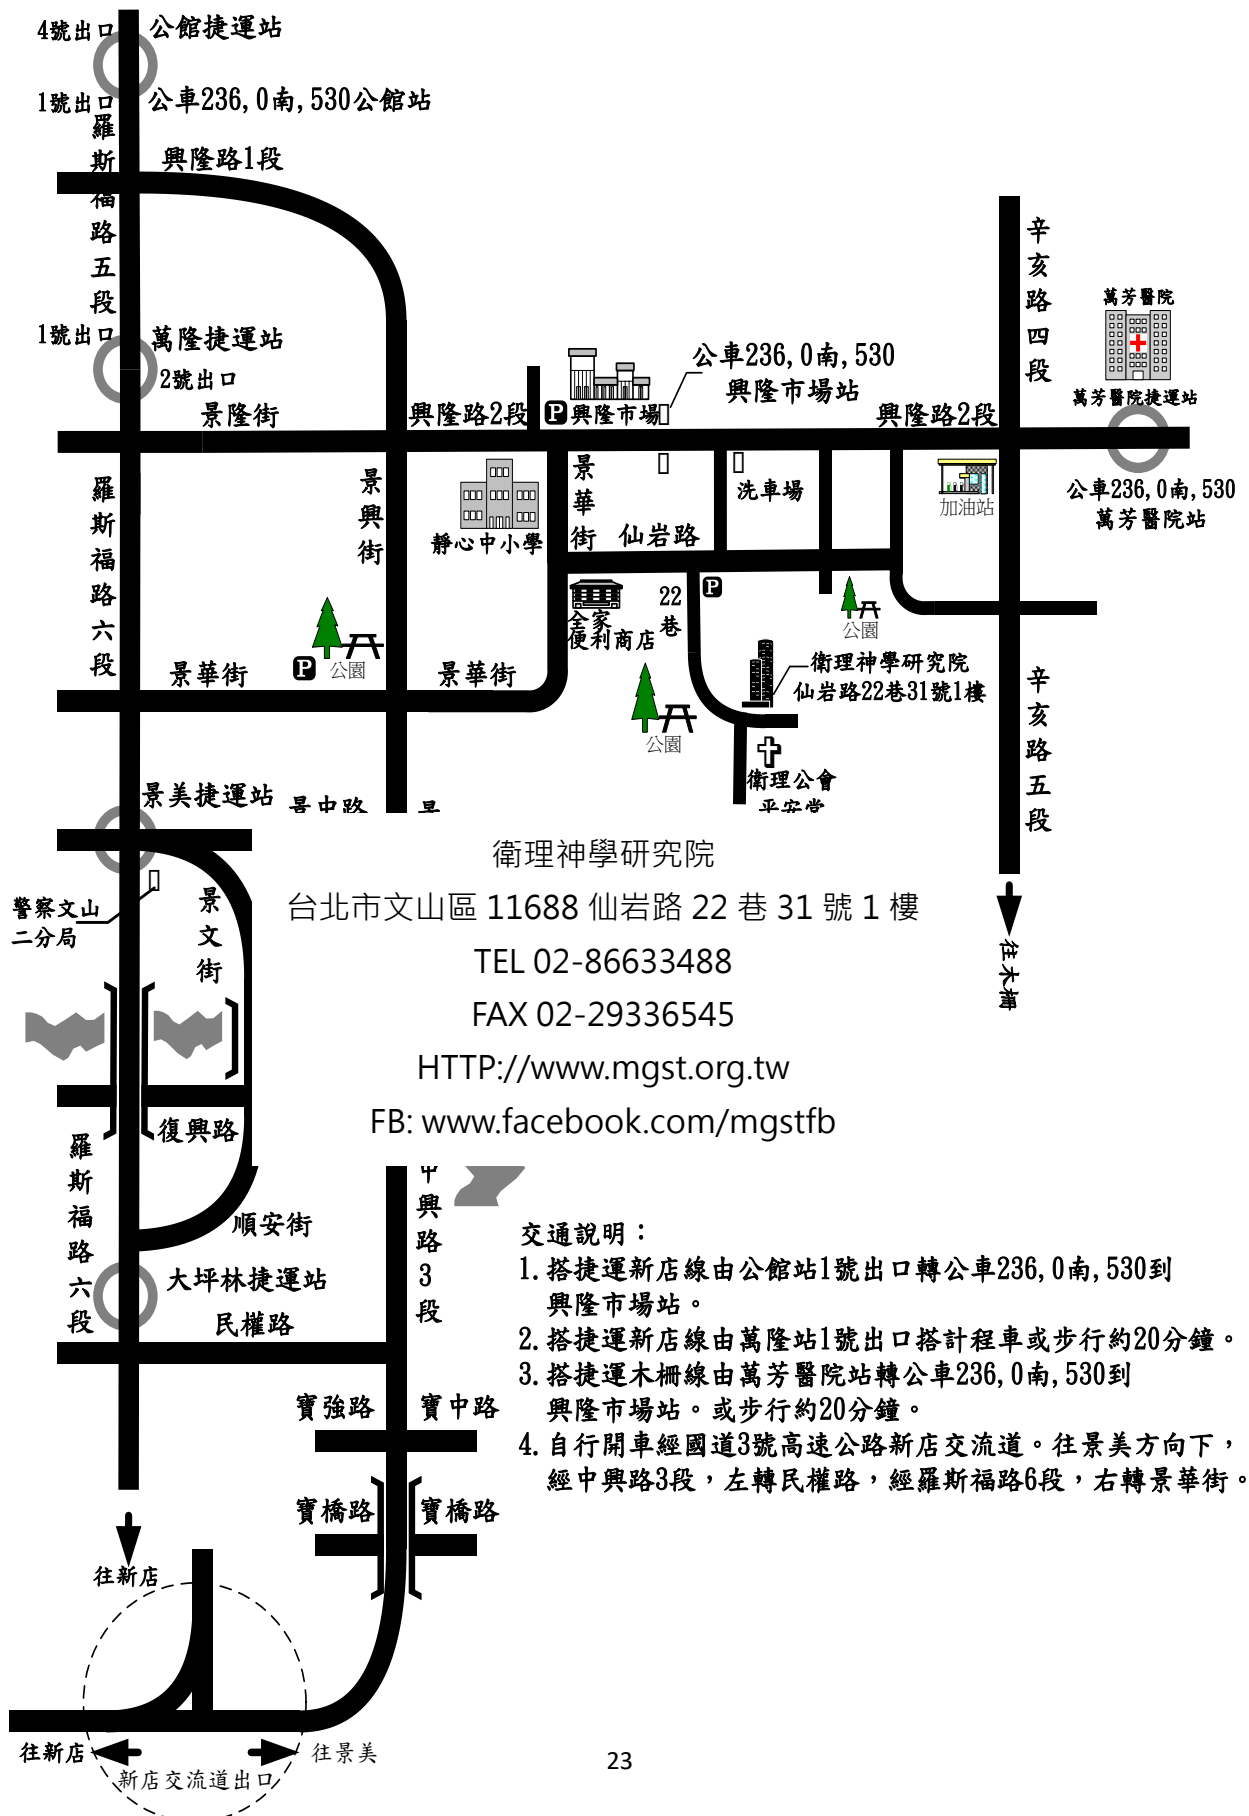 4號出口
公館捷運站
1號出口
公車236,0南,530公館站
羅斯福路五段
興隆路1段
辛亥路四段
萬芳醫院
1號出口
萬隆捷運站
2號出口
公車236,0南,530
興隆市場站
萬芳醫院捷運站
景隆街
興隆路2段
P
興隆市場
興隆路2段
羅斯福路六段
景興街
靜心中小學
景華街
仙岩路
洗車場
加油站
公車236,0南,530
萬芳醫院站
全家
便利商店
22巷
P
公園
P
公園
景華街
景華街
公園
衛理神學研究院
仙岩路22巷31號1樓
辛亥路五段
衛理公會
平安堂
景美捷運站
景中路
警察文山
二分局
景文街
往木柵
衛理神學研究院
台北市文山區 11688 仙岩路 22 巷 31 號 1 樓
TEL 02-86633488
FAX 02-29336545
HTTP://www.mgst.org.tw
FB: www.facebook.com/mgstfb
復興路
羅斯福路六段
順安街
中興路3段
大坪林捷運站
民權路
交通說明：
1.搭捷運新店線由公館站1號出口轉公車236,0南,530到
興隆市場站。
2.搭捷運新店線由萬隆站1號出口搭計程車或步行約20分鐘。
3.搭捷運木柵線由萬芳醫院站轉公車236,0南,530到
興隆市場站。或步行約20分鐘。
4.自行開車經國道3號高速公路新店交流道。往景美方向下，
經中興路3段，左轉民權路，經羅斯福路6段，右轉景華街。
寶強路
寶中路
寶橋路
寶橋路
往新店
往新店
往景美
新店交流道出口
23